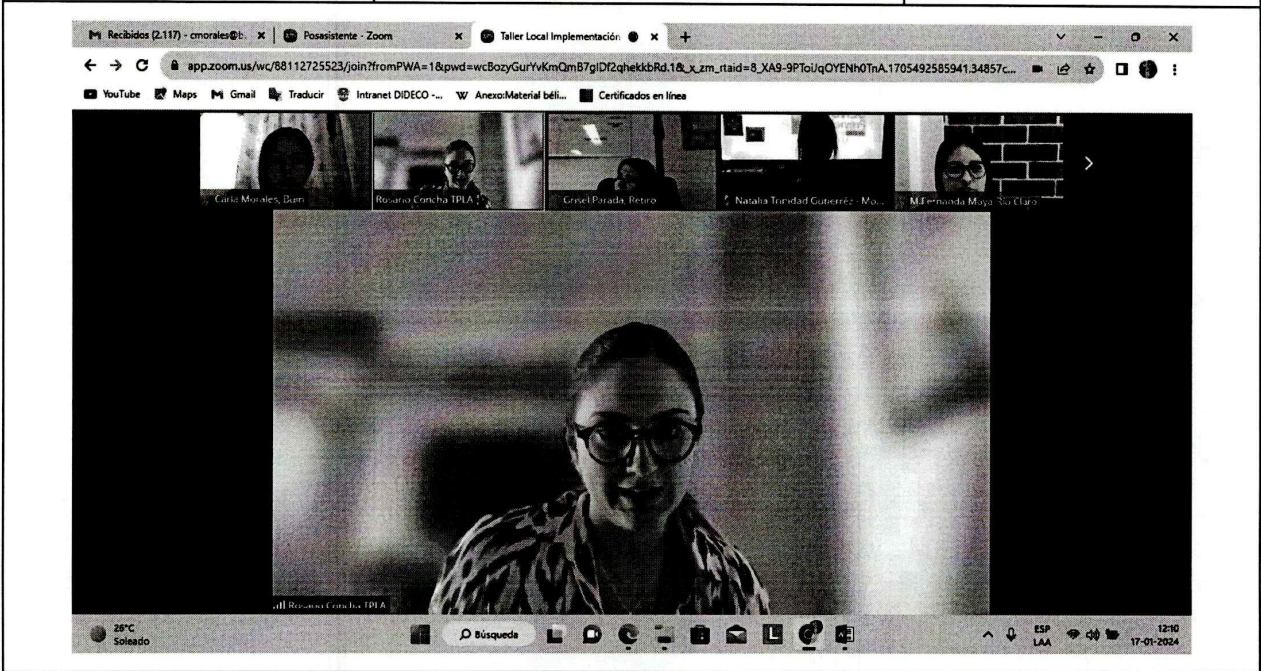 Recibidos (2.117) - cmorales@b.
Posasistente - Zoom
Taller Local Implementación
app.zoom.us/wc/88112725523/join?fromPWA=1&pwd=wcBozyGurYvKmQmB7glDf2qhekkbRd.1&_x_zm_rtaid=8_XA9-9PToiJqOYENh0TnA.1705492585941.34857c...
YouTube Maps Gmail Traducir Intranet DIDECO -... Anexo:Material béli... Certificados en línea
Carla Morales, Buin
Rosario Concha TPLA
Grisel Parada, Retiro
Natalia Trinidad Gutierréz - Mo...
M.Fernanda Moya Río Claro
Rosario Concha TPLA
26°C
Soleado
Búsqueda
ESP
LAA
12:10
17-01-2024